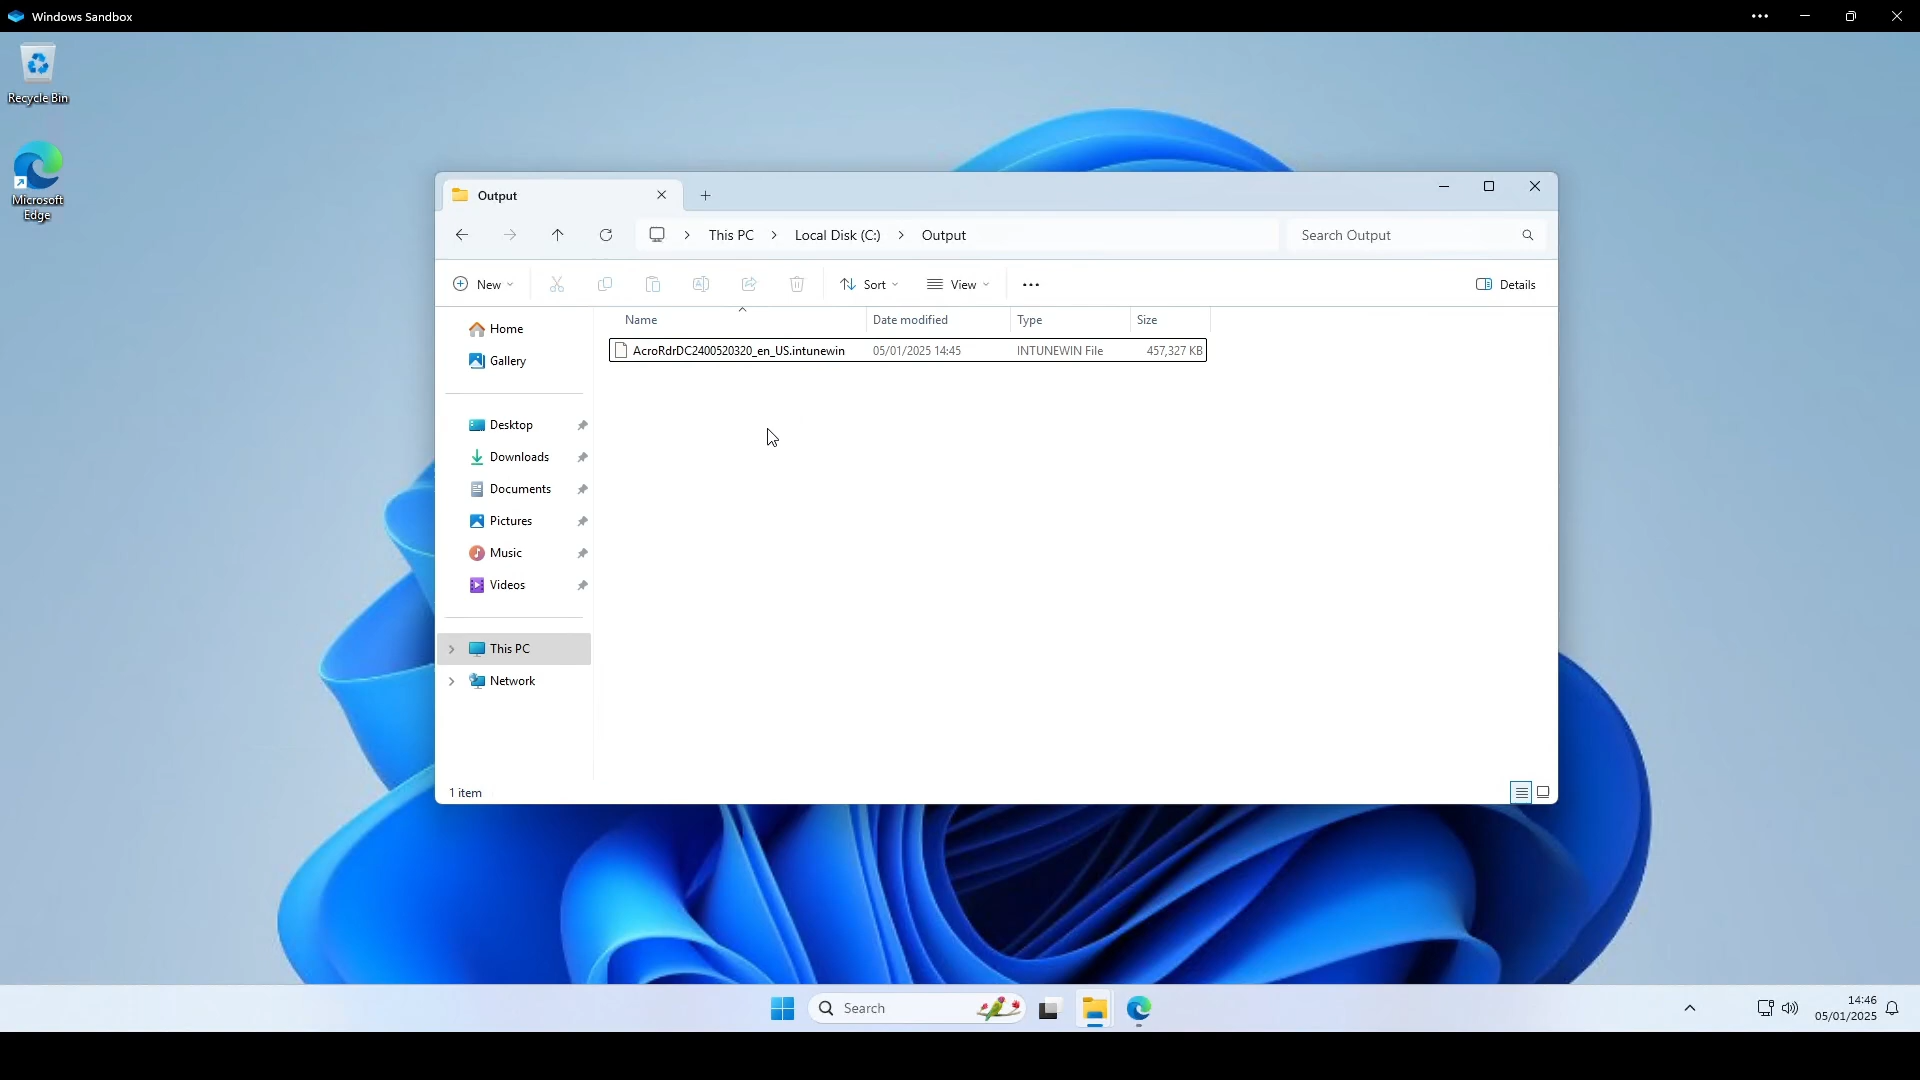 Windows Sandbox
Recycle Bin
Microsoft
Edge
Output
This PC
Local Disk (C:)
Output
Search Output
New
Sort
View
Details
Name
Date modified
Type
Size
AcroRdrDC2400520320_en_US.intunewin
05/01/2025 14:45
INTUNEWIN File
457,327 KB
Home
Gallery
Desktop
Downloads
Documents
Pictures
Music
Videos
This PC
Network
1 item
Search
14:46
05/01/2025